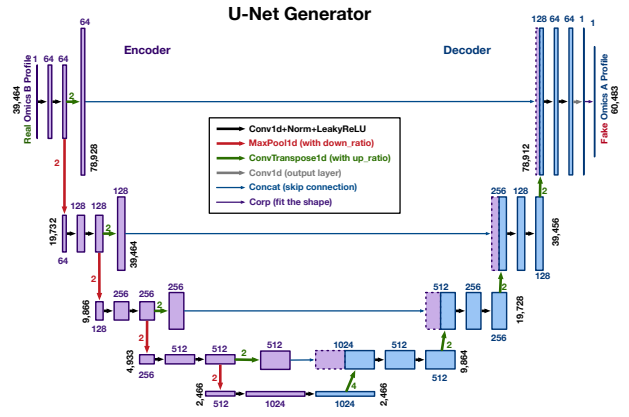 U-Net Generator
Encoder
Decoder
1 64 64 64
39,464
Real Omics B Profile
2 2
78,928
128 64 64 1 1
78,912
Fake Omics A Profile
60,483
Conv1d+Norm+LeakyReLU
MaxPool1d (with down_ratio)
ConvTranspose1d (with up_ratio)
Conv1d (output layer)
Concat (skip connection)
Corp (fit the shape)
128 128 128
19,732
64
2 2
39,464
256 128
2
128
39,456
256 256 256
9,866
128
2 2
512 256
2
256
19,728
512 512 512
4,933
256
2 2
1024 512
2
512
9,864
2,466
512 1024 1024
4
2,466